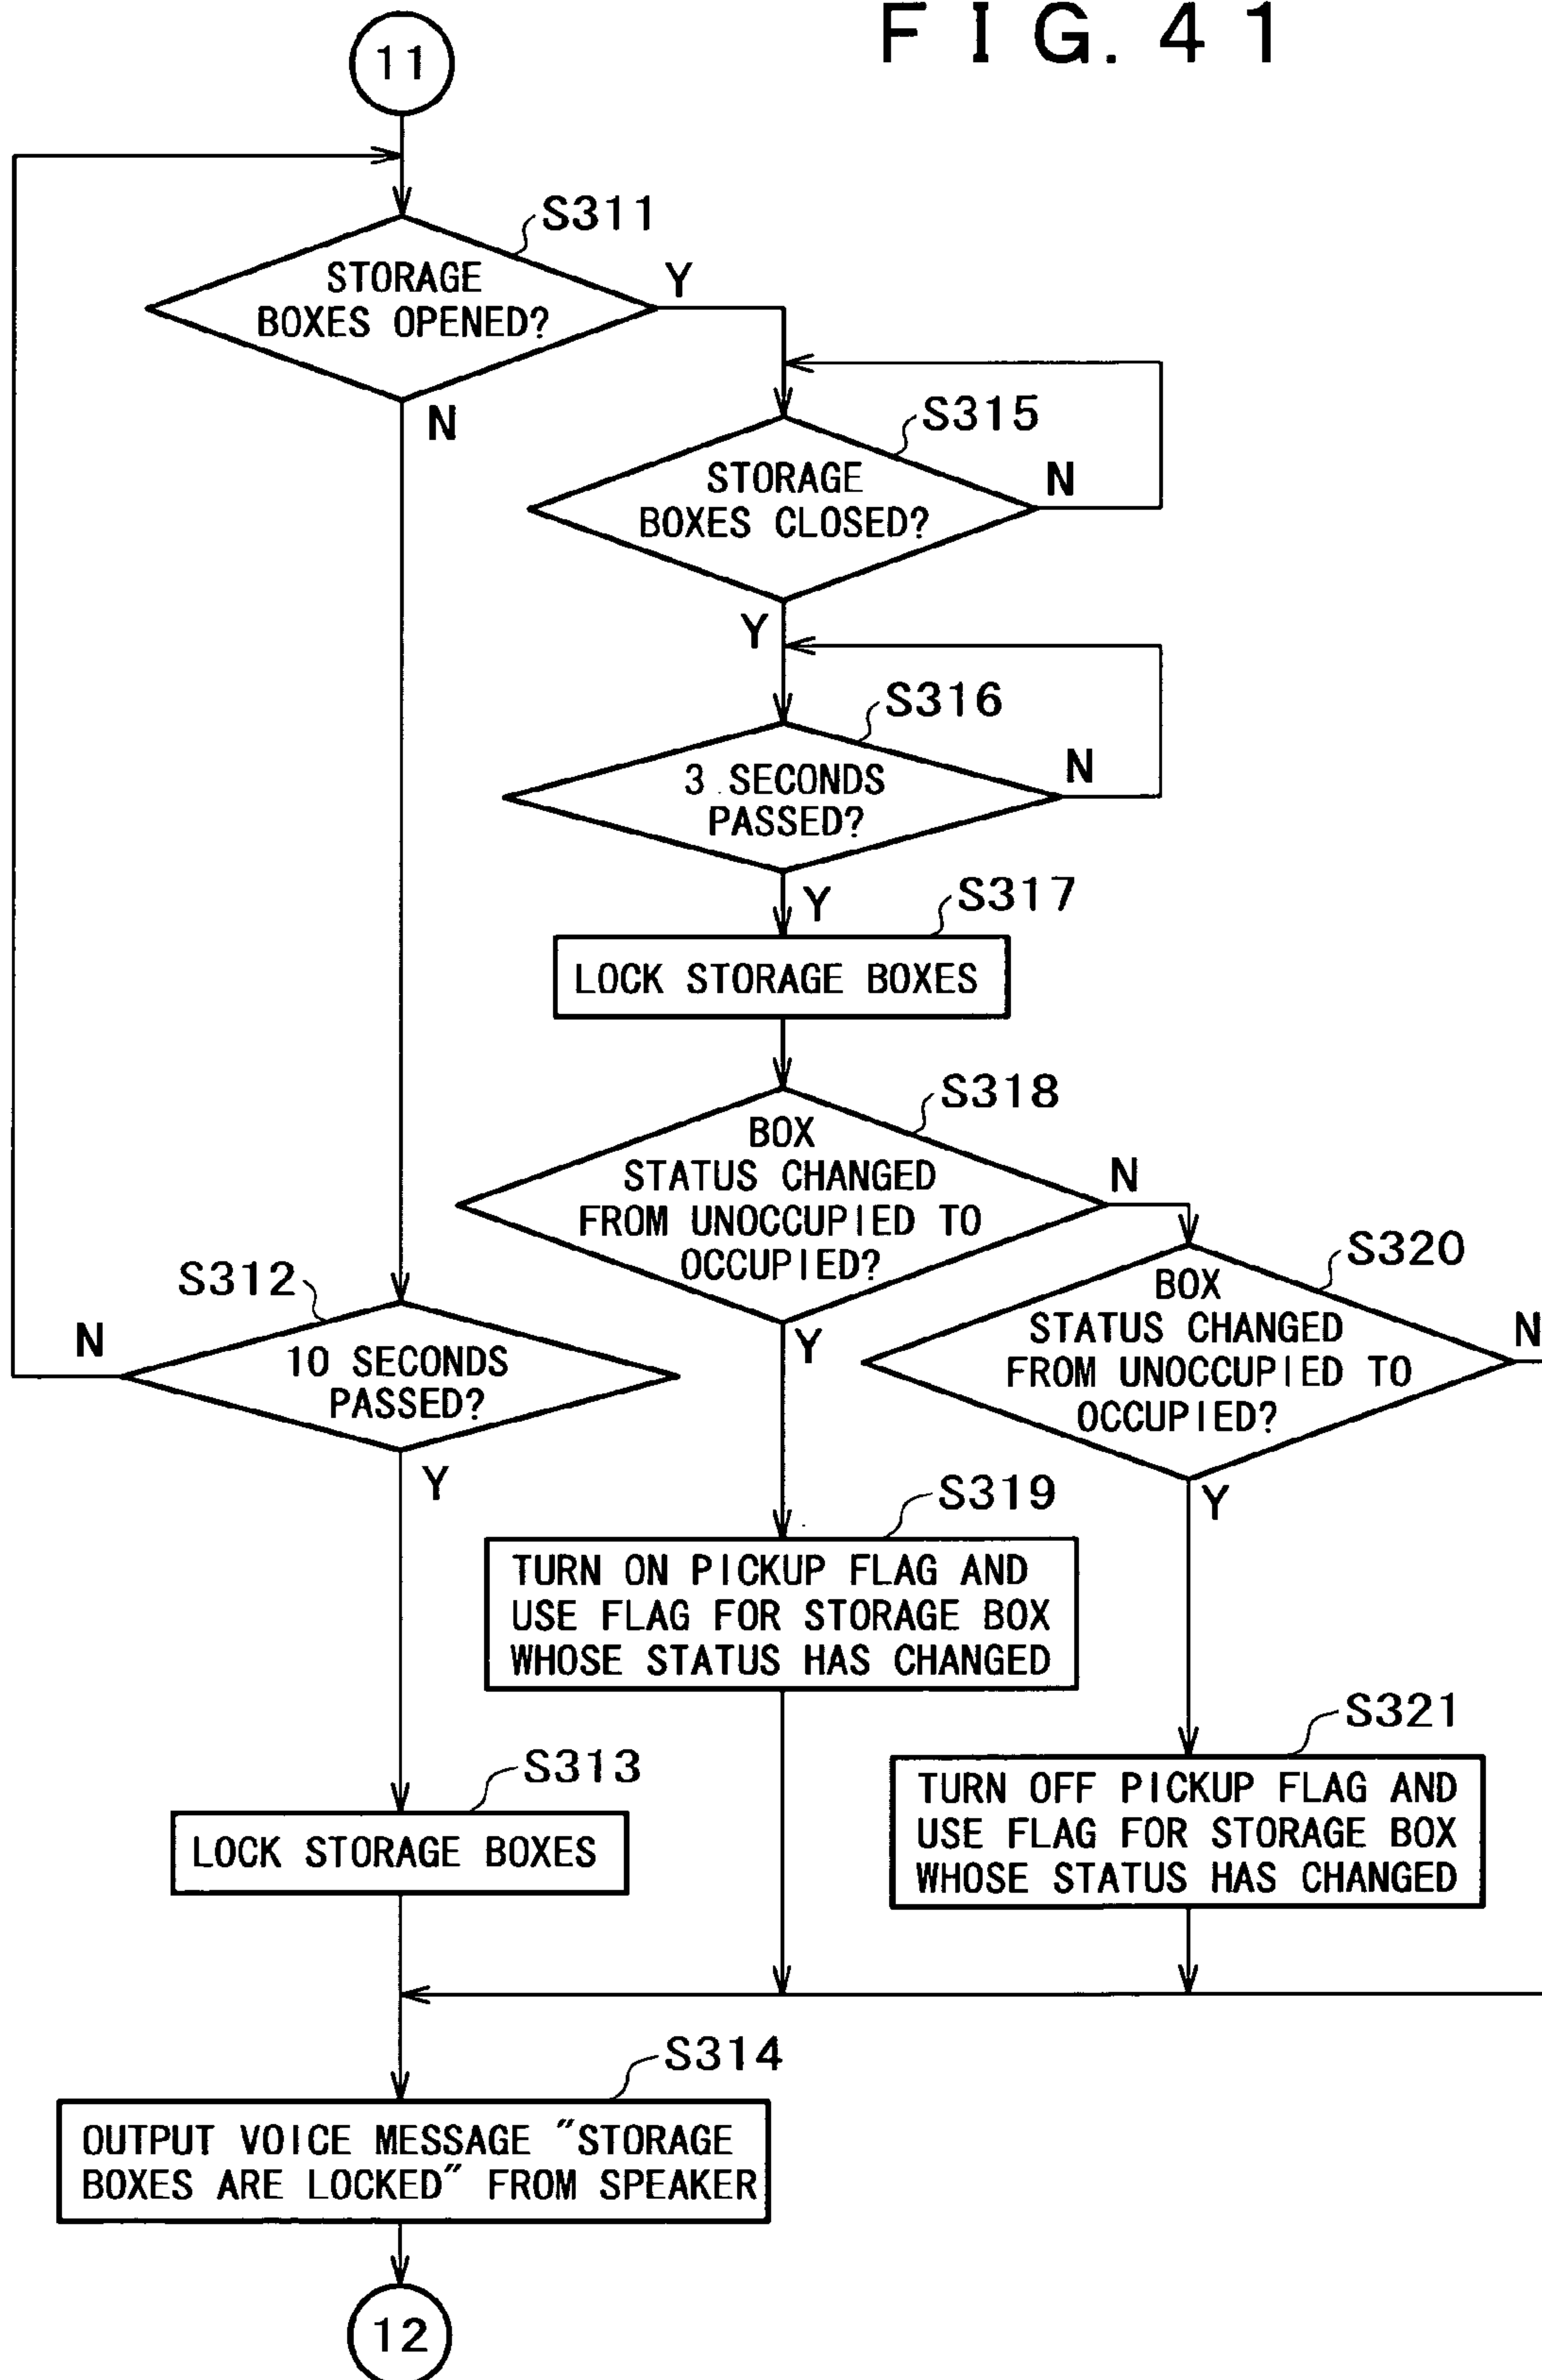 FIG. 41
11
S311
STORAGE
BOXES OPENED?
Y
N
S315
STORAGE
BOXES CLOSED?
N
Y
S316
3 SECONDS
PASSED?
N
Y
S317
LOCK STORAGE BOXES
S318
BOX
STATUS CHANGED
FROM UNOCCUPIED TO
OCCUPIED?
N
Y
S320
BOX
STATUS CHANGED
FROM UNOCCUPIED TO
OCCUPIED?
N
Y
S312
10 SECONDS
PASSED?
N
Y
S319
TURN ON PICKUP FLAG AND
USE FLAG FOR STORAGE BOX
WHOSE STATUS HAS CHANGED
S321
TURN OFF PICKUP FLAG AND
USE FLAG FOR STORAGE BOX
WHOSE STATUS HAS CHANGED
S313
LOCK STORAGE BOXES
S314
OUTPUT VOICE MESSAGE "STORAGE
BOXES ARE LOCKED" FROM SPEAKER
12